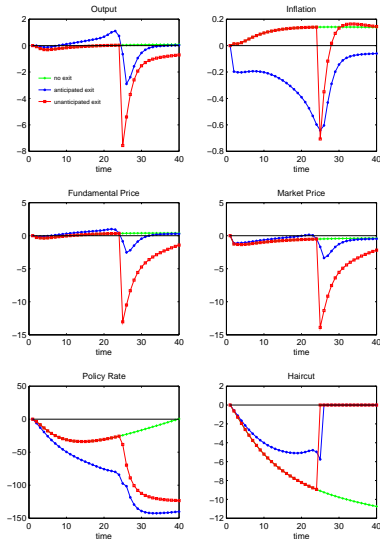 Output
Inflation
2
0
−2
−4
−6
−8
0 10 20 30 40
time
no exit
anticipated exit
unanticipated exit
0.2
0
−0.2
−0.4
−0.6
−0.8
0 10 20 30 40
time
Fundamental Price
Market Price
5
0
−5
−10
−15
0 10 20 30 40
time
5
0
−5
−10
−15
0 10 20 30 40
time
Policy Rate
Haircut
50
0
−50
−100
−150
0 10 20 30 40
time
2
0
−2
−4
−6
−8
−10
−12
0 10 20 30 40
time